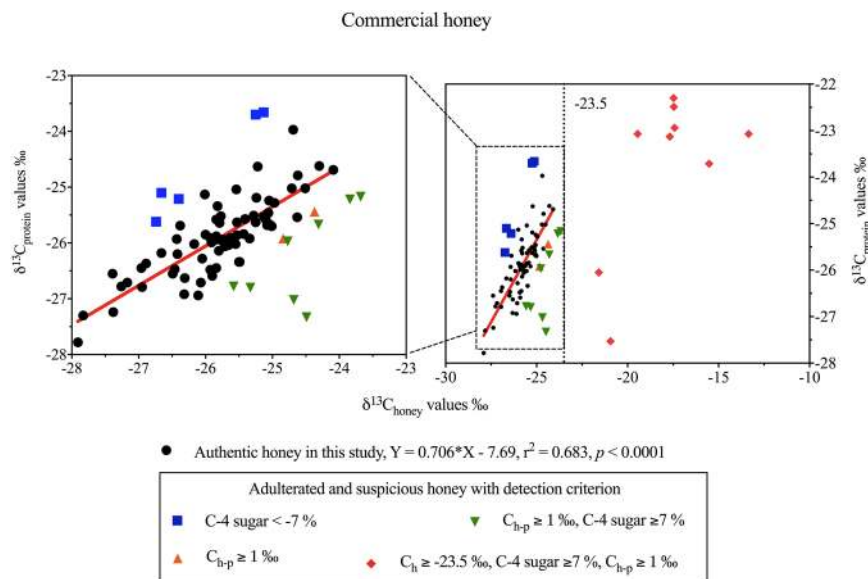 Commercial honey
-23
-24
-25
-26
-27
-28
δ¹³Cprotein values ‰
-28 -27 -26 -25 -24 -23
-23.5
-22
-23
-24
-25
-26
-27
-28
δ¹³Cprotein values ‰
-30 -25 -20 -15 -10
δ¹³Choney values ‰
Authentic honey in this study, Y = 0.706*X - 7.69, r² = 0.683, p < 0.0001
Adulterated and suspicious honey with detection criterion
C-4 sugar < -7 %
Ch-p ≥ 1 ‰, C-4 sugar ≥7 %
Ch-p ≥ 1 ‰
Ch ≥ -23.5 ‰, C-4 sugar ≥7 %, Ch-p ≥ 1 ‰